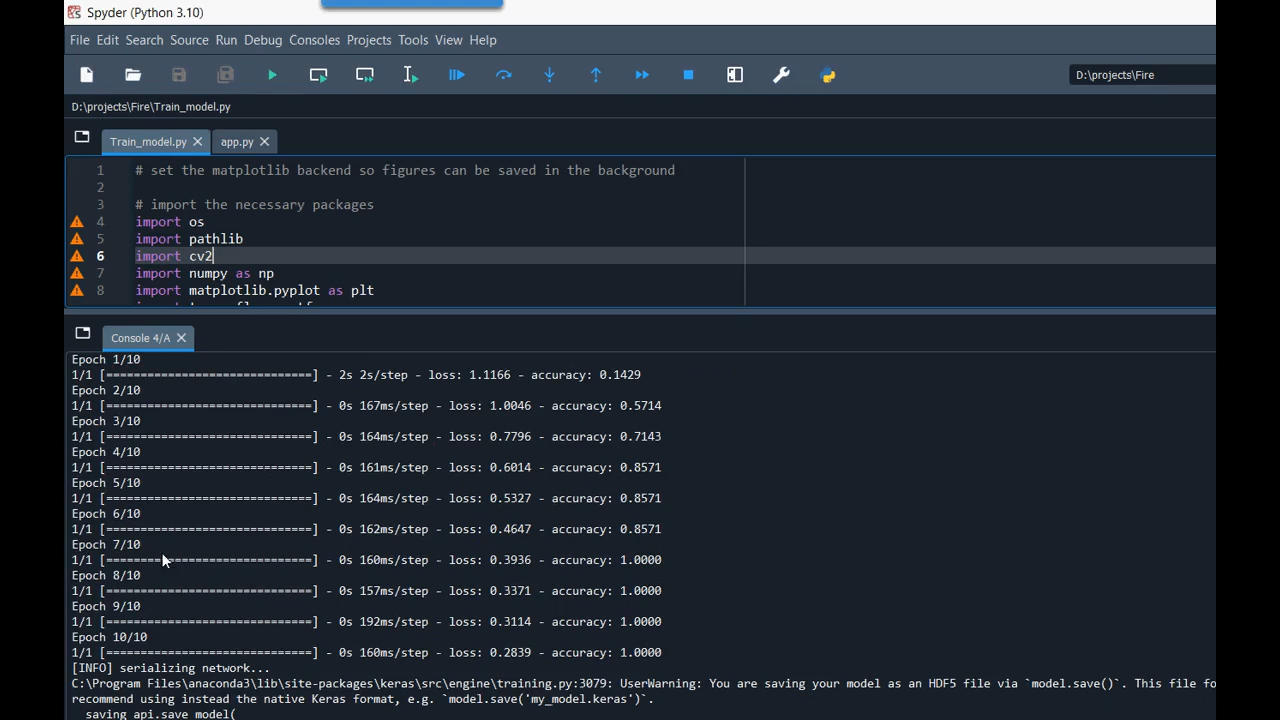 Spyder (Python 3.10)
File Edit Search Source Run Debug Consoles Projects Tools View Help
D:\projects\Fire
D:\projects\Fire\Train_model.py
Train_model.py app.py
1 # set the matplotlib backend so figures can be saved in the background
2
3 # import the necessary packages
4 import os
5 import pathlib
6 import cv2
7 import numpy as np
8 import matplotlib.pyplot as plt
Console 4/A
Epoch 1/10
1/1 [==============================] - 2s 2s/step - loss: 1.1166 - accuracy: 0.1429
Epoch 2/10
1/1 [==============================] - 0s 167ms/step - loss: 1.0046 - accuracy: 0.5714
Epoch 3/10
1/1 [==============================] - 0s 164ms/step - loss: 0.7796 - accuracy: 0.7143
Epoch 4/10
1/1 [==============================] - 0s 161ms/step - loss: 0.6014 - accuracy: 0.8571
Epoch 5/10
1/1 [==============================] - 0s 164ms/step - loss: 0.5327 - accuracy: 0.8571
Epoch 6/10
1/1 [==============================] - 0s 162ms/step - loss: 0.4647 - accuracy: 0.8571
Epoch 7/10
1/1 [==============================] - 0s 160ms/step - loss: 0.3936 - accuracy: 1.0000
Epoch 8/10
1/1 [==============================] - 0s 157ms/step - loss: 0.3371 - accuracy: 1.0000
Epoch 9/10
1/1 [==============================] - 0s 192ms/step - loss: 0.3114 - accuracy: 1.0000
Epoch 10/10
1/1 [==============================] - 0s 160ms/step - loss: 0.2839 - accuracy: 1.0000
[INFO] serializing network...
C:\Program Files\anaconda3\lib\site-packages\keras\src\engine\training.py:3079: UserWarning: You are saving your model as an HDF5 file via `model.save()`. This file fo
recommend using instead the native Keras format, e.g. `model.save('my_model.keras')`.
saving_api.save_model(